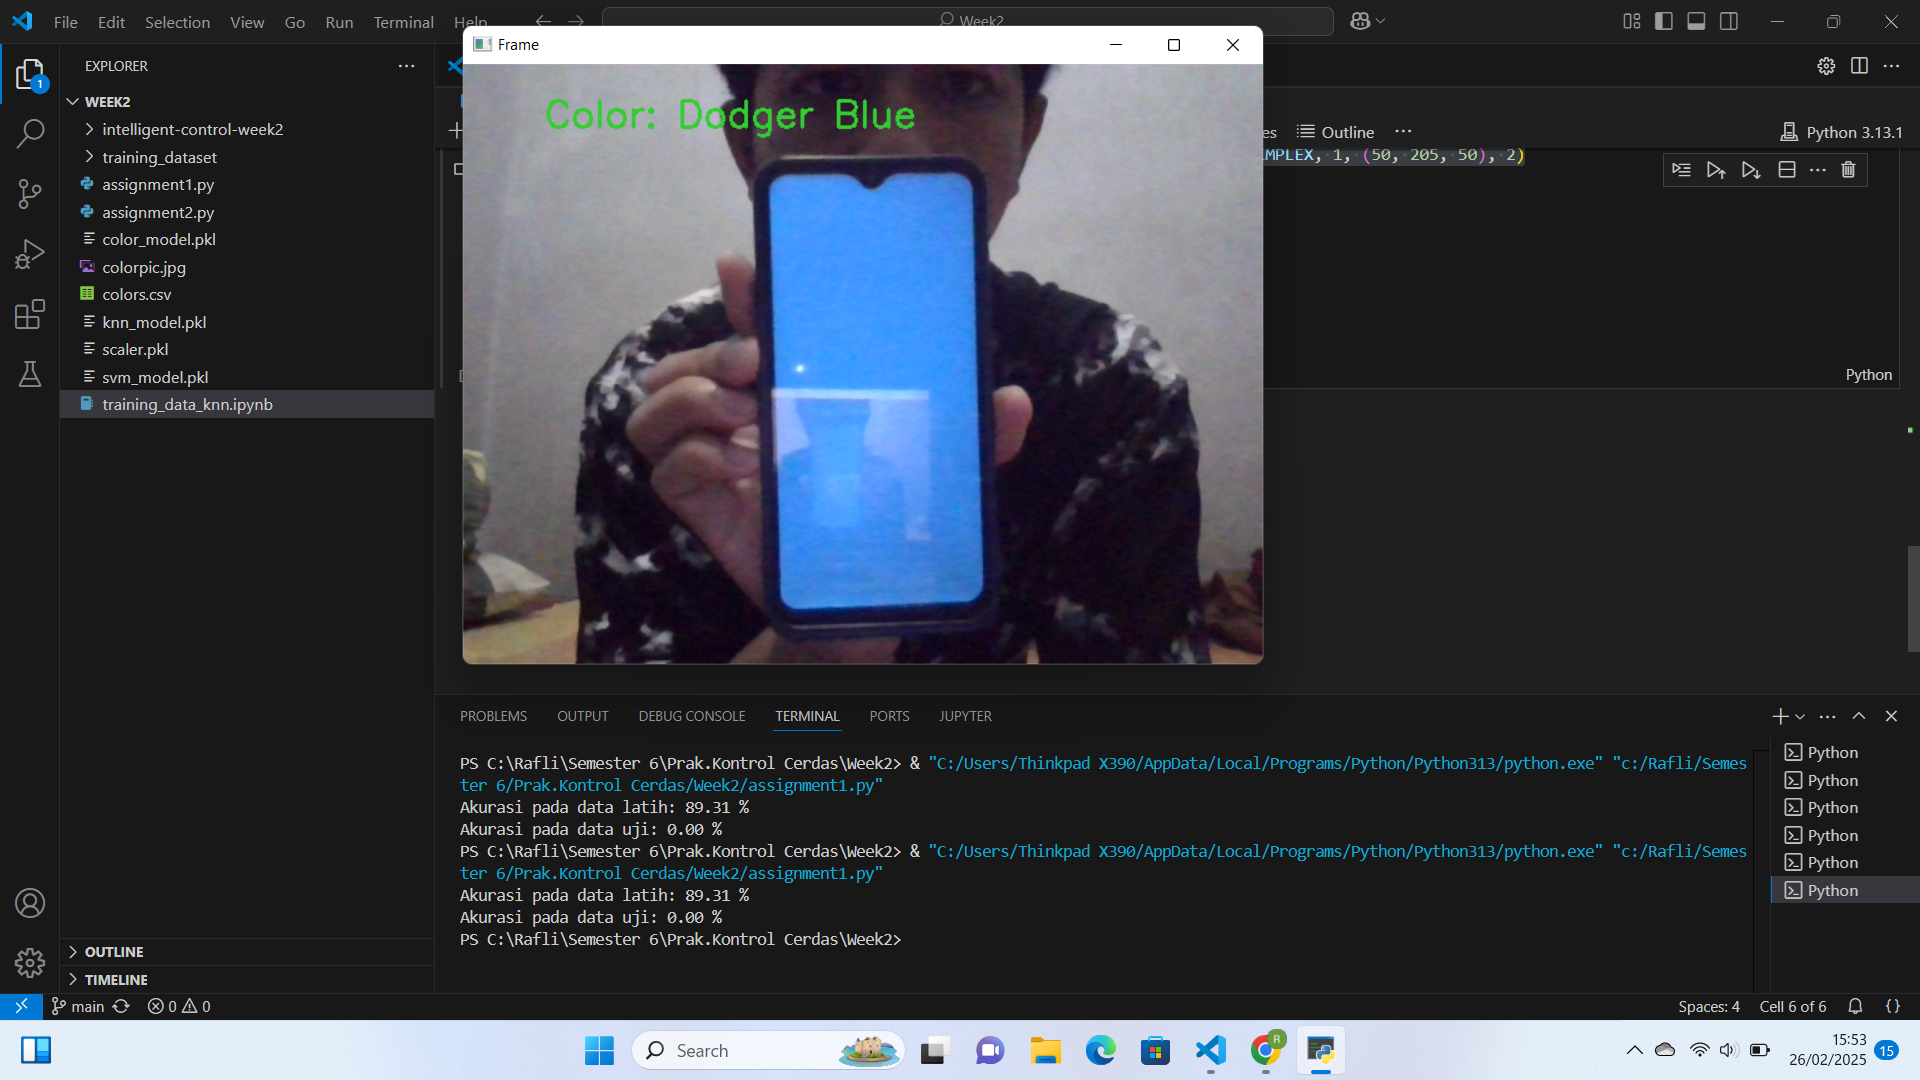 File Edit Selection View Go Run Terminal Help
Week2
Frame
EXPLORER
WEEK2
intelligent-control-week2
training_dataset
assignment1.py
assignment2.py
color_model.pkl
colorpic.jpg
colors.csv
knn_model.pkl
scaler.pkl
svm_model.pkl
training_data_knn.ipynb
Color: Dodger Blue
Outline
Python 3.13.1
1, (50, 205, 50), 2)
Python
PROBLEMS OUTPUT DEBUG CONSOLE TERMINAL PORTS JUPYTER
PS C:\Rafli\Semester 6\Prak.Kontrol Cerdas\Week2> & "C:/Users/Thinkpad X390/AppData/Local/Programs/Python/Python313/python.exe" "c:/Rafli/Semes
ter 6/Prak.Kontrol Cerdas/Week2/assignment1.py"
Akurasi pada data latih: 89.31 %
Akurasi pada data uji: 0.00 %
PS C:\Rafli\Semester 6\Prak.Kontrol Cerdas\Week2> & "C:/Users/Thinkpad X390/AppData/Local/Programs/Python/Python313/python.exe" "c:/Rafli/Semes
ter 6/Prak.Kontrol Cerdas/Week2/assignment1.py"
Akurasi pada data latih: 89.31 %
Akurasi pada data uji: 0.00 %
PS C:\Rafli\Semester 6\Prak.Kontrol Cerdas\Week2>
Python
Python
Python
Python
Python
Python
OUTLINE
TIMELINE
main 0 0
Spaces: 4 Cell 6 of 6
Search
15:53
26/02/2025
15
1
R